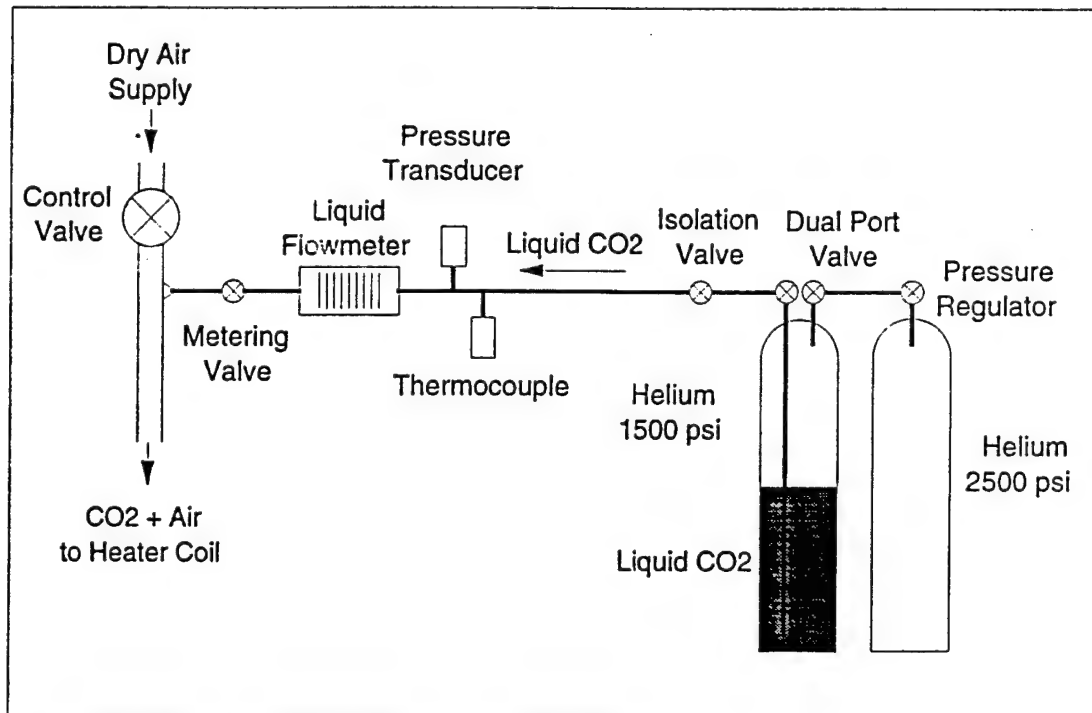 Dry Air
Supply
Control
Valve
Pressure
Transducer
Liquid
Flowmeter
Liquid CO2
Isolation
Valve
Dual Port
Valve
Pressure
Regulator
Metering
Valve
Thermocouple
Helium
1500 psi
Helium
2500 psi
CO2 + Air
to Heater Coil
Liquid CO2